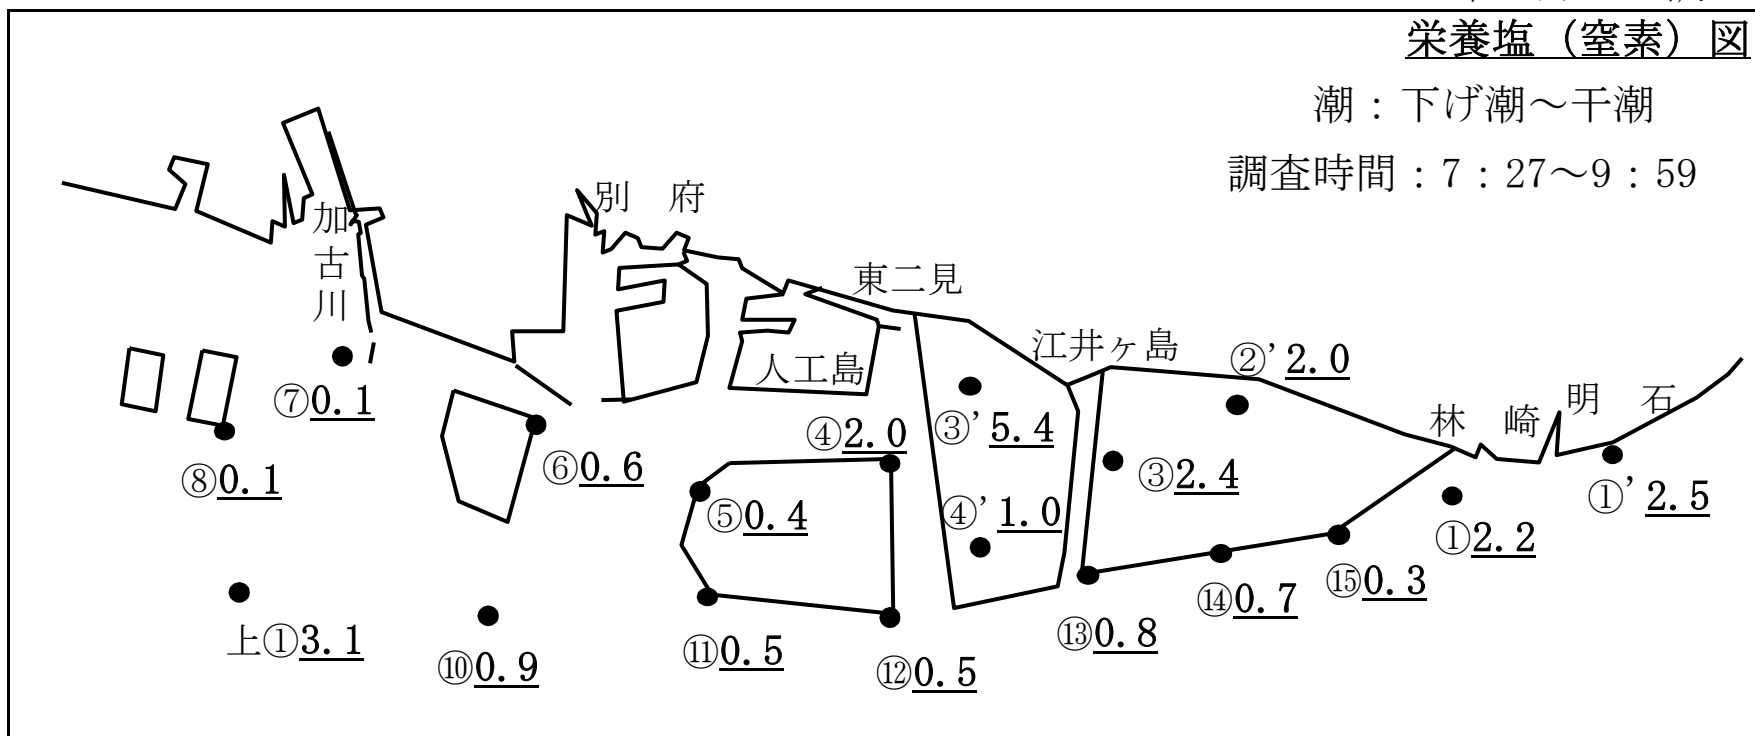 栄養塩（窒素）図
潮：下げ潮～干潮
調査時間：7：27～9：59
別 府
加古川
東二見
江井ヶ島
人工島
林 崎
明 石
②’2.0
⑦0.1
④2.0
③’5.4
⑧0.1
⑥0.6
③2.4
①’2.5
⑤0.4
④’1.0
①2.2
⑮0.3
⑭0.7
上①3.1
⑬0.8
⑩0.9
⑪0.5
⑫0.5